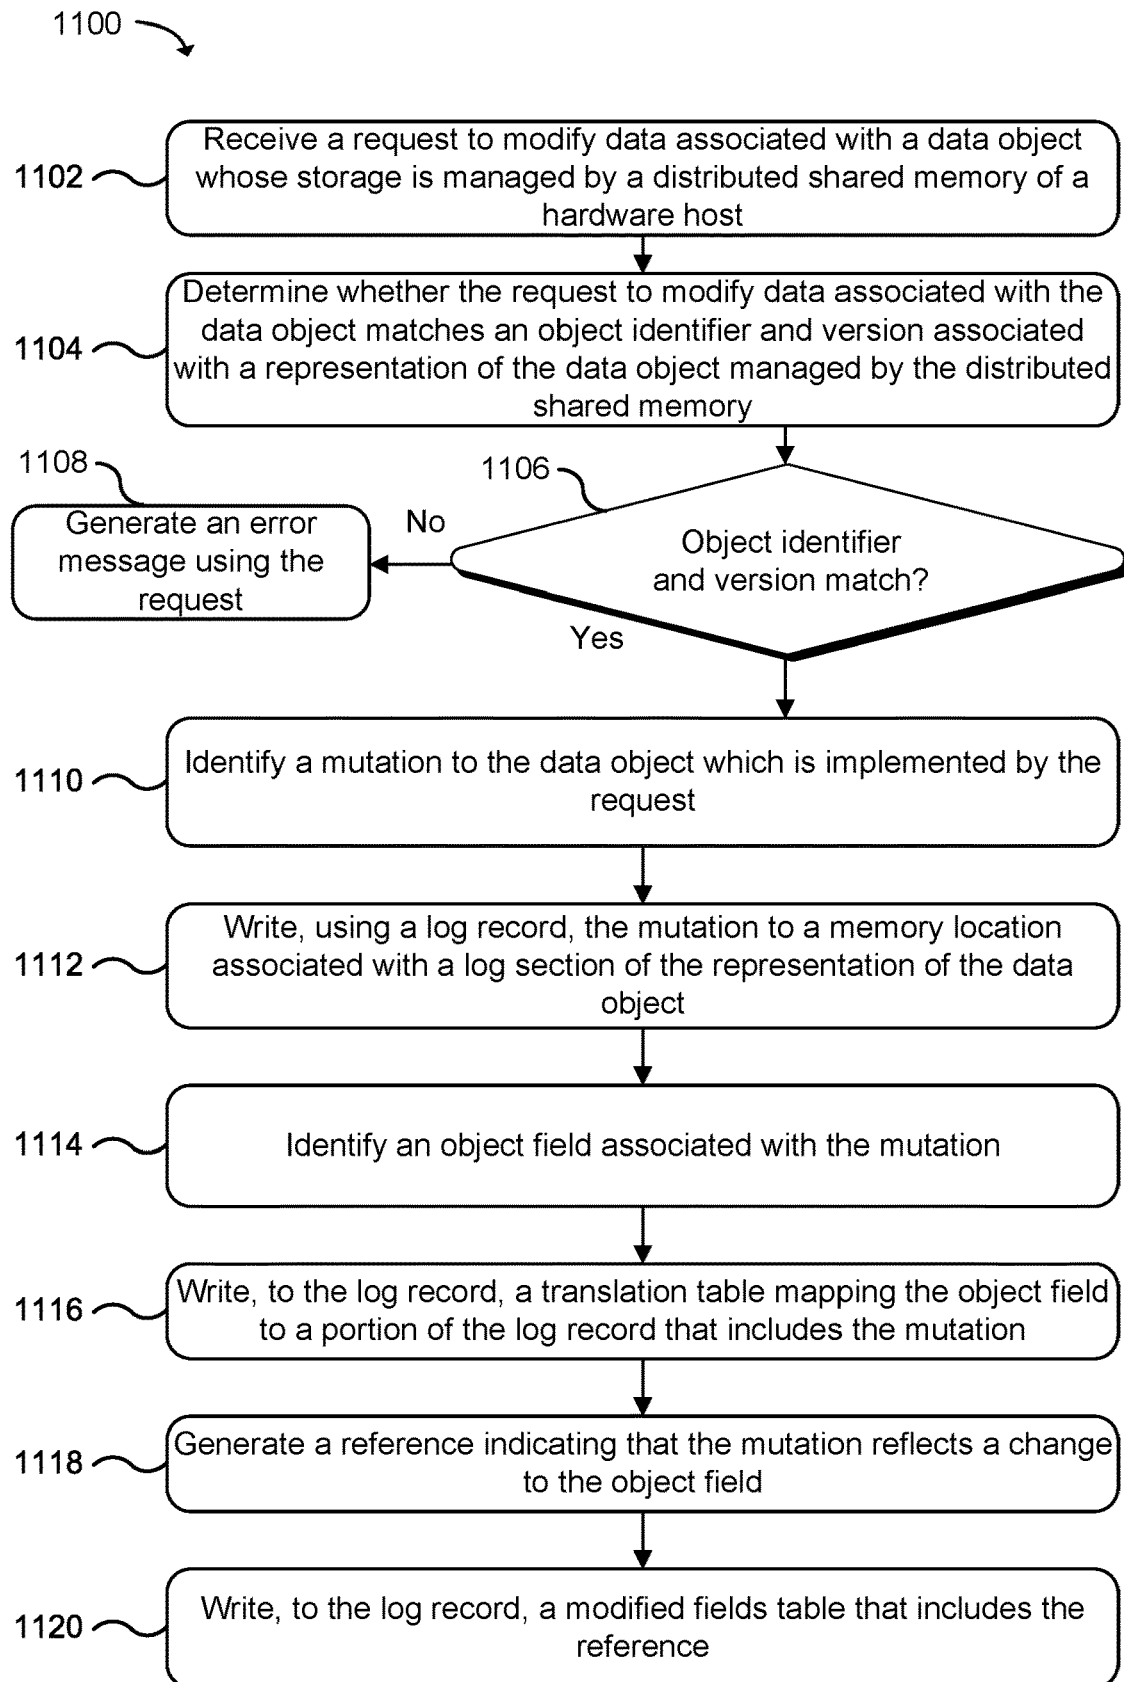 1100
1102
Receive a request to modify data associated with a data object
whose storage is managed by a distributed shared memory of a
hardware host
1104
Determine whether the request to modify data associated with the
data object matches an object identifier and version associated
with a representation of the data object managed by the distributed
shared memory
1108
1106
Generate an error
message using the
request
No
Object identifier
and version match?
Yes
1110
Identify a mutation to the data object which is implemented by the
request
1112
Write, using a log record, the mutation to a memory location
associated with a log section of the representation of the data
object
1114
Identify an object field associated with the mutation
1116
Write, to the log record, a translation table mapping the object field
to a portion of the log record that includes the mutation
1118
Generate a reference indicating that the mutation reflects a change
to the object field
1120
Write, to the log record, a modified fields table that includes the
reference